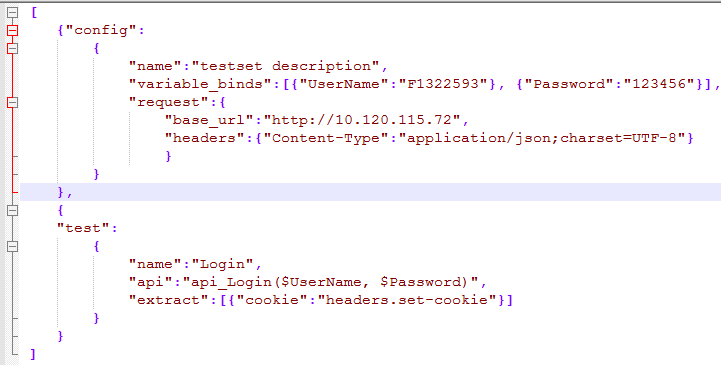 [
{"config":
{
"name":"testset description",
"variable_binds":[{"UserName":"F1322593"}, {"Password":"123456"}],
"request":{
"base_url":"http://10.120.115.72",
"headers":{"Content-Type":"application/json;charset=UTF-8"}
}
}
},
{
"test":
{
"name":"Login",
"api":"api_Login($UserName, $Password)",
"extract":[{"cookie":"headers.set-cookie"}]
}
}
]